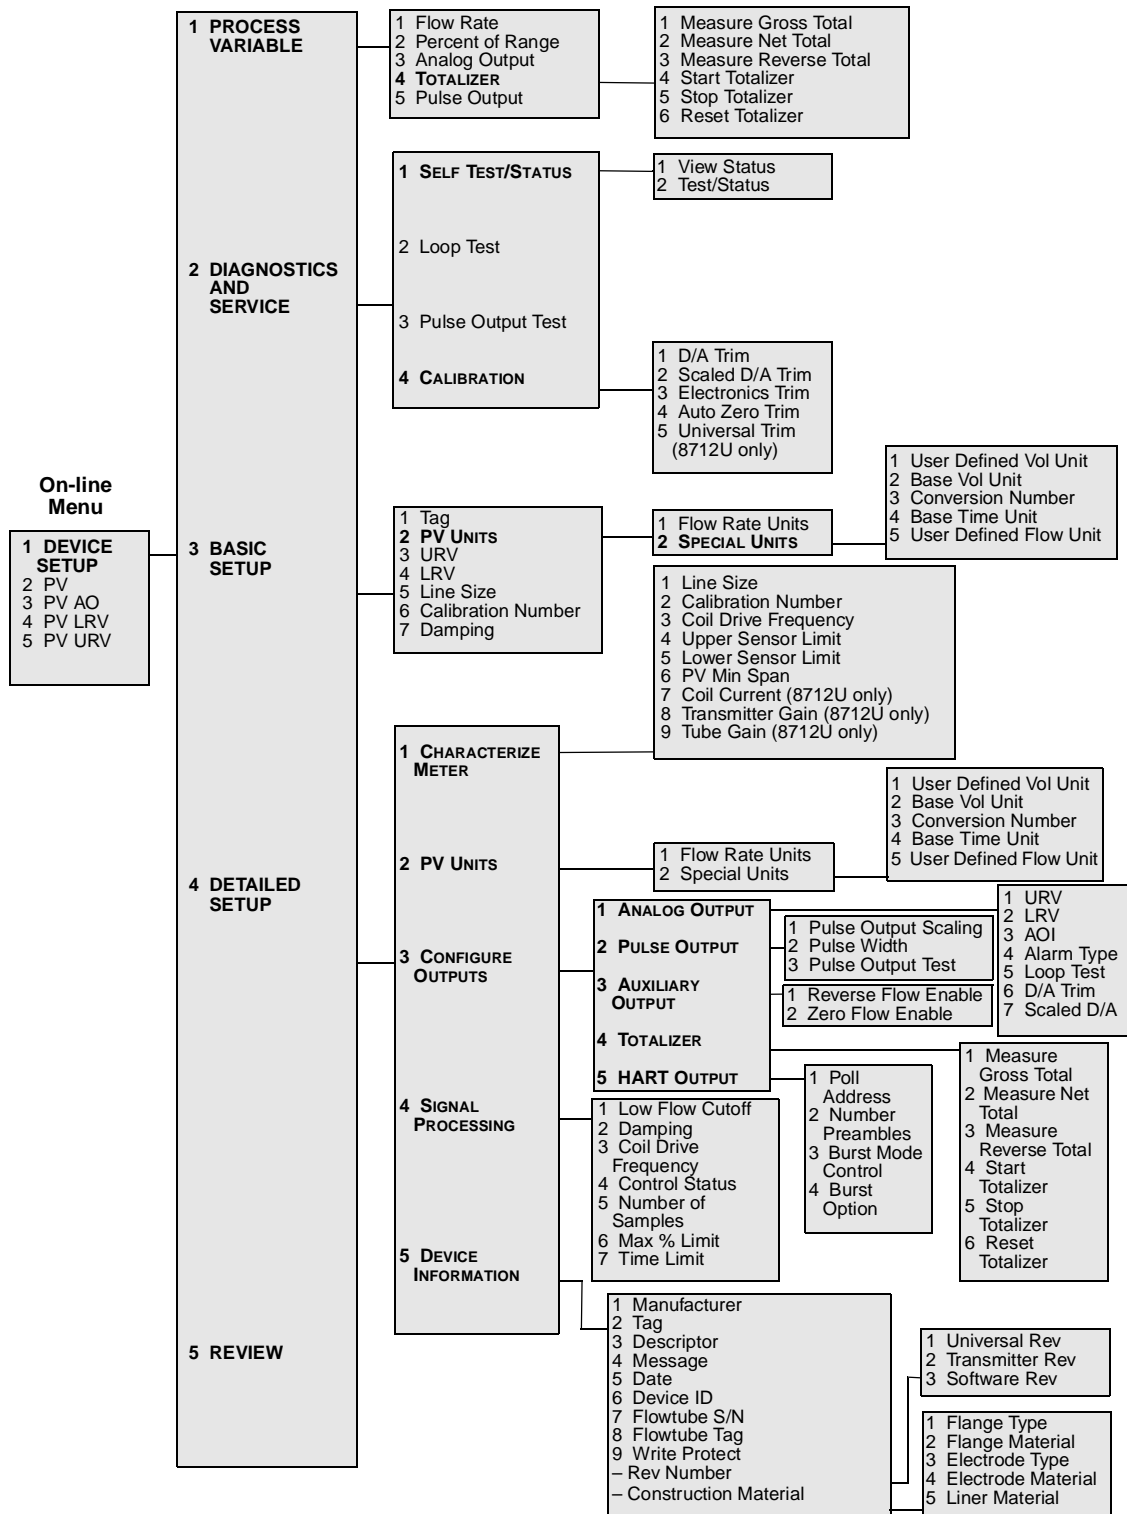 On-line
Menu
1 DEVICE
SETUP
2 PV
3 PV AO
4 PV LRV
5 PV URV
1 PROCESS
VARIABLE
2 DIAGNOSTICS
AND
SERVICE
3 BASIC
SETUP
4 DETAILED
SETUP
5 REVIEW
1 Flow Rate
2 Percent of Range
3 Analog Output
4 TOTALIZER
5 Pulse Output
1 Measure Gross Total
2 Measure Net Total
3 Measure Reverse Total
4 Start Totalizer
5 Stop Totalizer
6 Reset Totalizer
1 SELF TEST/STATUS
2 Loop Test
3 Pulse Output Test
4 CALIBRATION
1 View Status
2 Test/Status
1 D/A Trim
2 Scaled D/A Trim
3 Electronics Trim
4 Auto Zero Trim
5 Universal Trim
(8712U only)
1 Tag
2 PV UNITS
3 URV
4 LRV
5 Line Size
6 Calibration Number
7 Damping
1 Flow Rate Units
2 SPECIAL UNITS
1 User Defined Vol Unit
2 Base Vol Unit
3 Conversion Number
4 Base Time Unit
5 User Defined Flow Unit
1 CHARACTERIZE
METER
2 PV UNITS
3 CONFIGURE
OUTPUTS
4 SIGNAL
PROCESSING
5 DEVICE
INFORMATION
1 Line Size
2 Calibration Number
3 Coil Drive Frequency
4 Upper Sensor Limit
5 Lower Sensor Limit
6 PV Min Span
7 Coil Current (8712U only)
8 Transmitter Gain (8712U only)
9 Tube Gain (8712U only)
1 Flow Rate Units
2 Special Units
1 User Defined Vol Unit
2 Base Vol Unit
3 Conversion Number
4 Base Time Unit
5 User Defined Flow Unit
1 ANALOG OUTPUT
2 PULSE OUTPUT
3 AUXILIARY
OUTPUT
4 TOTALIZER
5 HART OUTPUT
1 URV
2 LRV
3 AOI
4 Alarm Type
5 Loop Test
6 D/A Trim
7 Scaled D/A
1 Pulse Output Scaling
2 Pulse Width
3 Pulse Output Test
1 Reverse Flow Enable
2 Zero Flow Enable
1 Measure
Gross Total
2 Measure Net
Total
3 Measure
Reverse Total
4 Start
Totalizer
5 Stop
Totalizer
6 Reset
Totalizer
1 Poll
Address
2 Number
Preambles
3 Burst Mode
Control
4 Burst
Option
1 Low Flow Cutoff
2 Damping
3 Coil Drive
Frequency
4 Control Status
5 Number of
Samples
6 Max % Limit
7 Time Limit
1 Manufacturer
2 Tag
3 Descriptor
4 Message
5 Date
6 Device ID
7 Flowtube S/N
8 Flowtube Tag
9 Write Protect
– Rev Number
– Construction Material
1 Universal Rev
2 Transmitter Rev
3 Software Rev
1 Flange Type
2 Flange Material
3 Electrode Type
4 Electrode Material
5 Liner Material